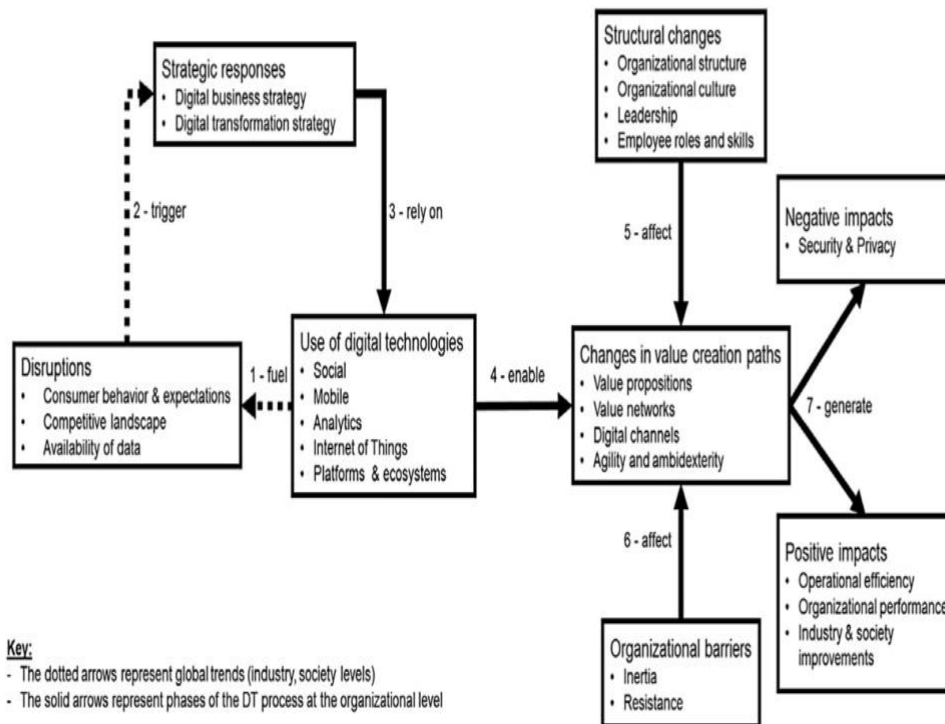 Strategic responses
• Digital business strategy
• Digital transformation strategy
Structural changes
• Organizational structure
• Organizational culture
• Leadership
• Employee roles and skills
2 - trigger
3 - rely on
5 - affect
Negative impacts
• Security & Privacy
Disruptions
• Consumer behavior & expectations
• Competitive landscape
• Availability of data
1 - fuel
Use of digital technologies
• Social
• Mobile
• Analytics
• Internet of Things
• Platforms & ecosystems
4 - enable
Changes in value creation paths
• Value propositions
• Value networks
• Digital channels
• Agility and ambidexterity
7 - generate
6 - affect
Positive impacts
• Operational efficiency
• Organizational performance
• Industry & society
improvements
Organizational barriers
• Inertia
• Resistance
Key:
- The dotted arrows represent global trends (industry, society levels)
- The solid arrows represent phases of the DT process at the organizational level